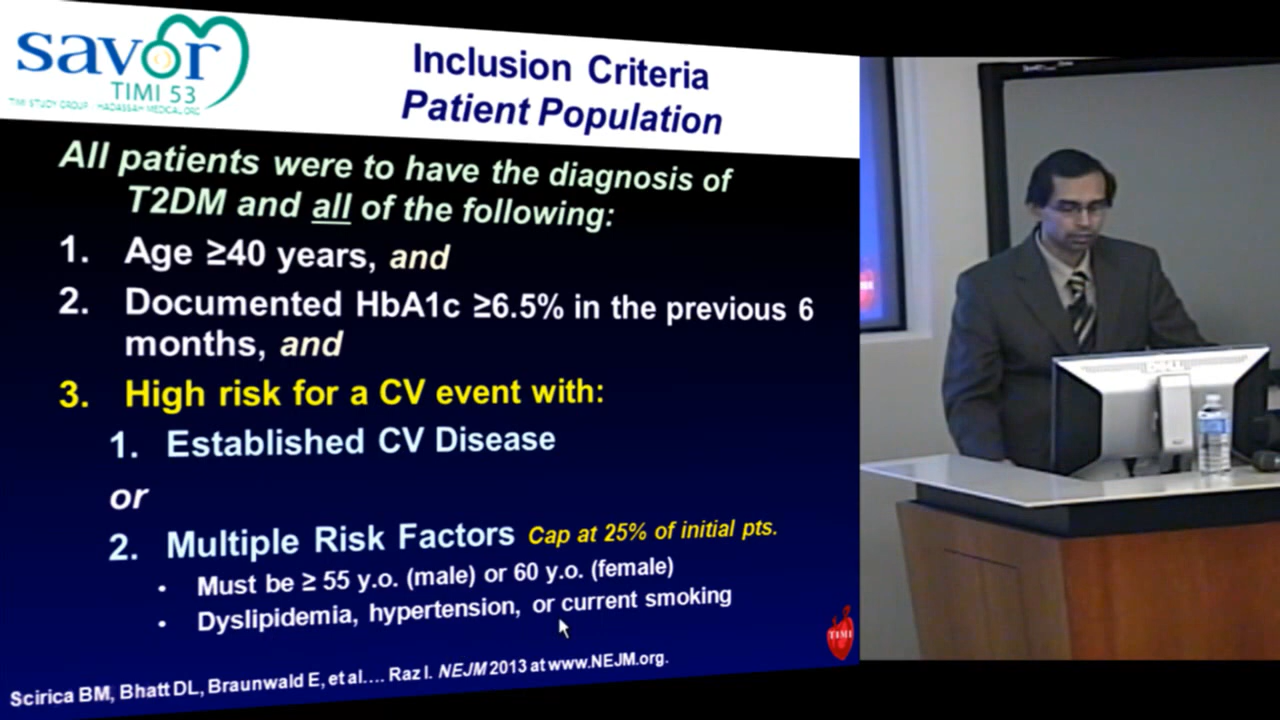 savor
TIMI 53
TIMI STUDY GROUP HADASSAH MEDICAL ORG
Inclusion Criteria
Patient Population
All patients were to have the diagnosis of
T2DM and all of the following:
1. Age ≥40 years, and
2. Documented HbA1c ≥6.5% in the previous 6
months, and
3. High risk for a CV event with:
1. Established CV Disease
or
2. Multiple Risk Factors Cap at 25% of initial pts.
• Must be ≥ 55 y.o. (male) or 60 y.o. (female)
• Dyslipidemia, hypertension, or current smoking
TIMI
Scirica BM, Bhatt DL, Braunwald E, et al.... Raz I. NEJM 2013 at www.NEJM.org.
DELL